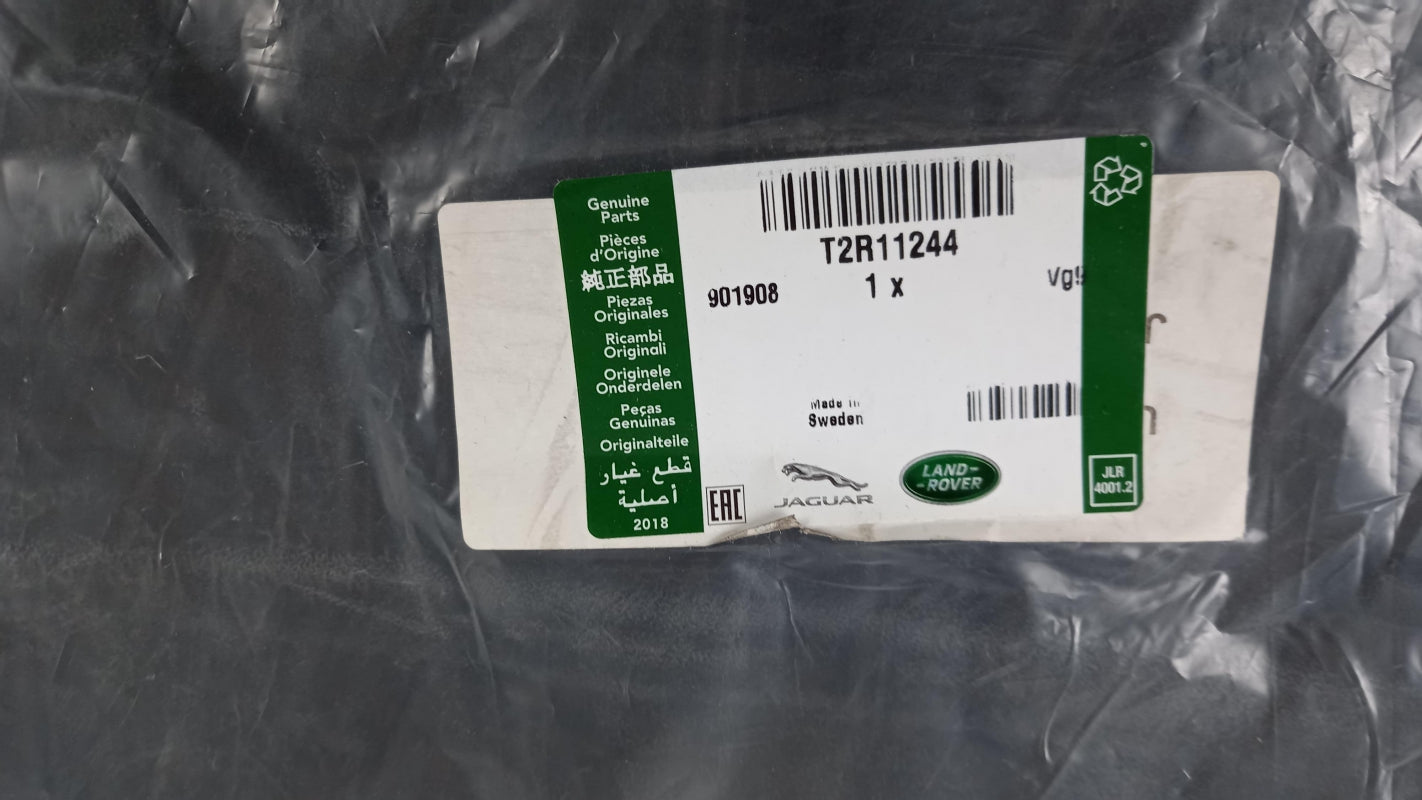 Genuine
Parts
Pièces
d'Origine
純正部品
Piezas
Originales
Ricambi
Originali
Originele
Onderdelen
Peças
Genuinas
Originalteile
قطع غيار
أصلية
2018
T2R11244
901908
1 x
Made in
Sweden
EAC
JAGUAR
LAND-
-ROVER
JLR
4001.2